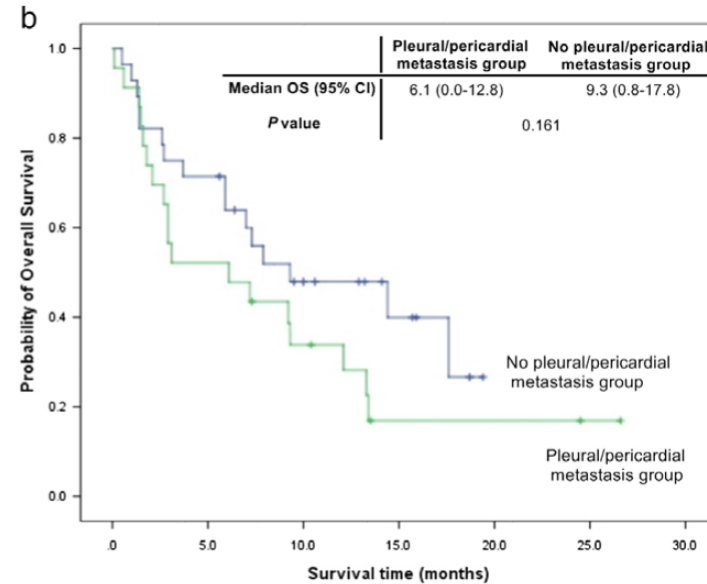 b
Pleural/pericardial metastasis group
No pleural/pericardial metastasis group
Median OS (95% CI) 6.1 (0.0-12.8) 9.3 (0.8-17.8)
P value 0.161
Probability of Overall Survival
1.0
0.8
0.6
0.4
0.2
0.0
No pleural/pericardial
metastasis group
Pleural/pericardial
metastasis group
.0 5.0 10.0 15.0 20.0 25.0 30.0
Survival time (months)